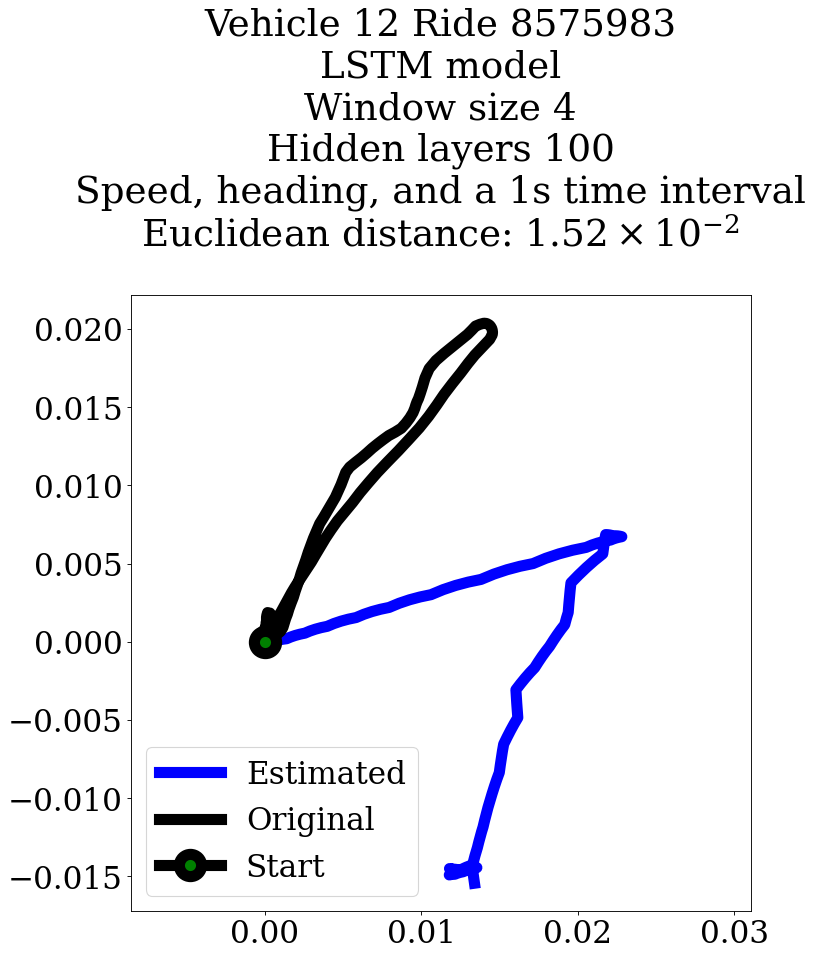 Vehicle 12 Ride 8575983
LSTM model
Window size 4
Hidden layers 100
Speed, heading, and a 1s time interval
Euclidean distance: 1.52 × 10⁻²
0.020
0.015
0.010
0.005
0.000
−0.005
−0.010
−0.015
Estimated
Original
Start
0.00 0.01 0.02 0.03